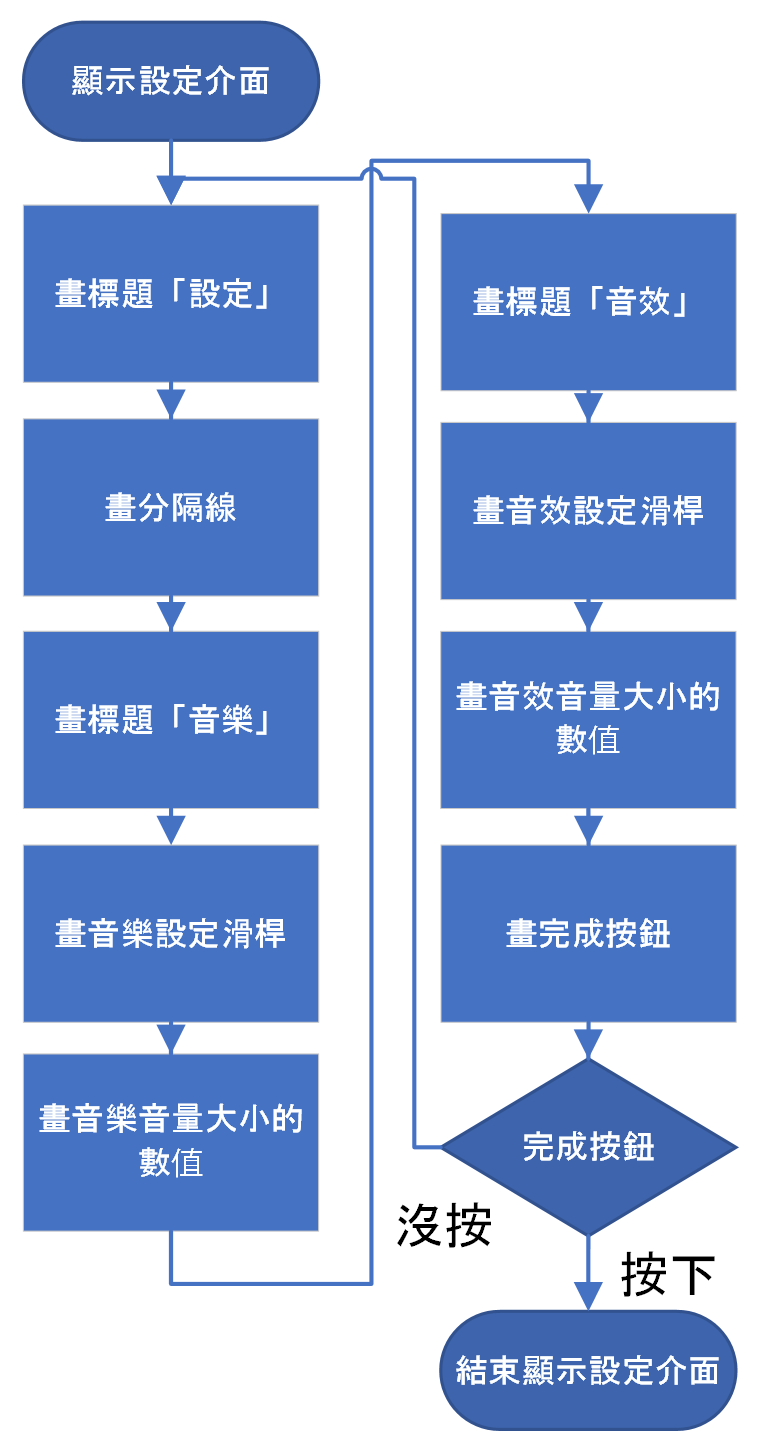 顯示設定介面
畫標題「設定」
畫分隔線
畫標題「音樂」
畫音樂設定滑桿
畫音樂音量大小的
數值
畫標題「音效」
畫音效設定滑桿
畫音效音量大小的
數值
畫完成按鈕
完成按鈕
沒按
按下
結束顯示設定介面